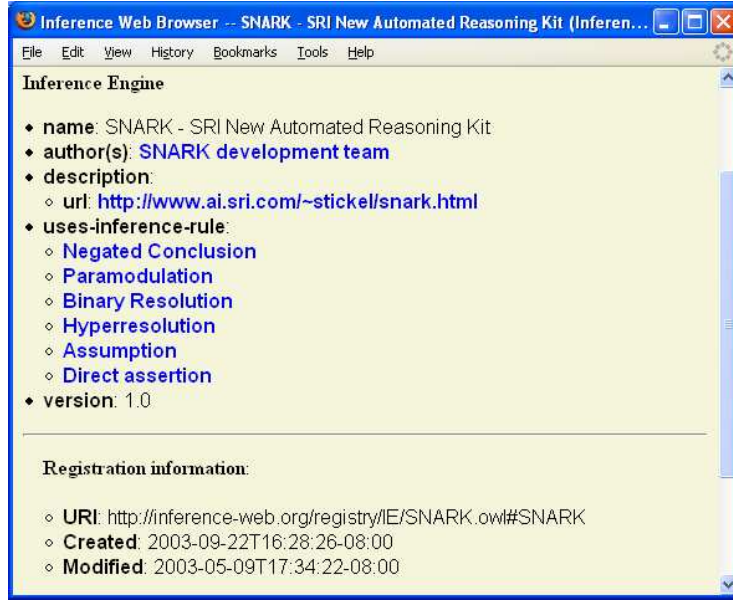 Inference Web Browser -- SNARK - SRI New Automated Reasoning Kit (Inferen...
File Edit View History Bookmarks Tools Help
Inference Engine
name: SNARK - SRI New Automated Reasoning Kit
author(s): SNARK development team
description:
url: http://www.ai.sri.com/~stickel/snark.html
uses-inference-rule:
Negated Conclusion
Paramodulation
Binary Resolution
Hyperresolution
Assumption
Direct assertion
version: 1.0
Registration information:
URI: http://inference-web.org/registry/IE/SNARK.owl#SNARK
Created: 2003-09-22T16:28:26-08:00
Modified: 2003-05-09T17:34:22-08:00